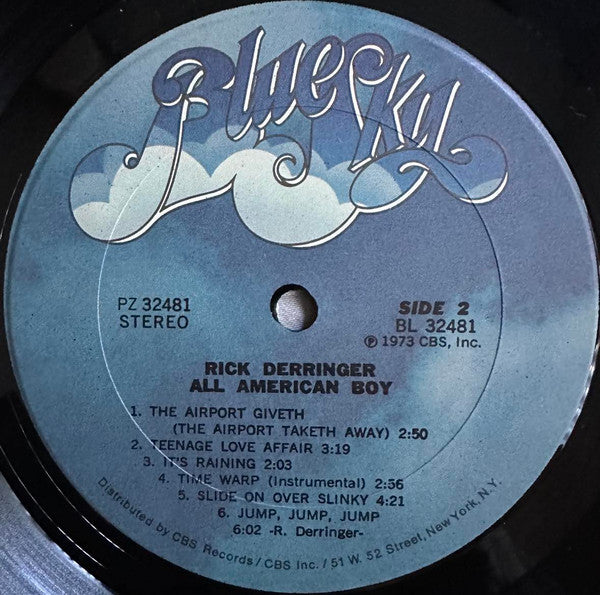 Blue Sky
PZ 32481
STEREO
SIDE 2
BL 32481
℗ 1973 CBS, Inc.
RICK DERRINGER
ALL AMERICAN BOY
1. THE AIRPORT GIVETH
(THE AIRPORT TAKETH AWAY) 2:50
2. TEENAGE LOVE AFFAIR 3:19
3. IT'S RAINING 2:03
4. TIME WARP (Instrumental) 2:56
5. SLIDE ON OVER SLINKY 4:21
6. JUMP, JUMP, JUMP
6:02 -R. Derringer-
Distributed by CBS Records/CBS Inc./51 W. 52 Street, New York, N.Y.